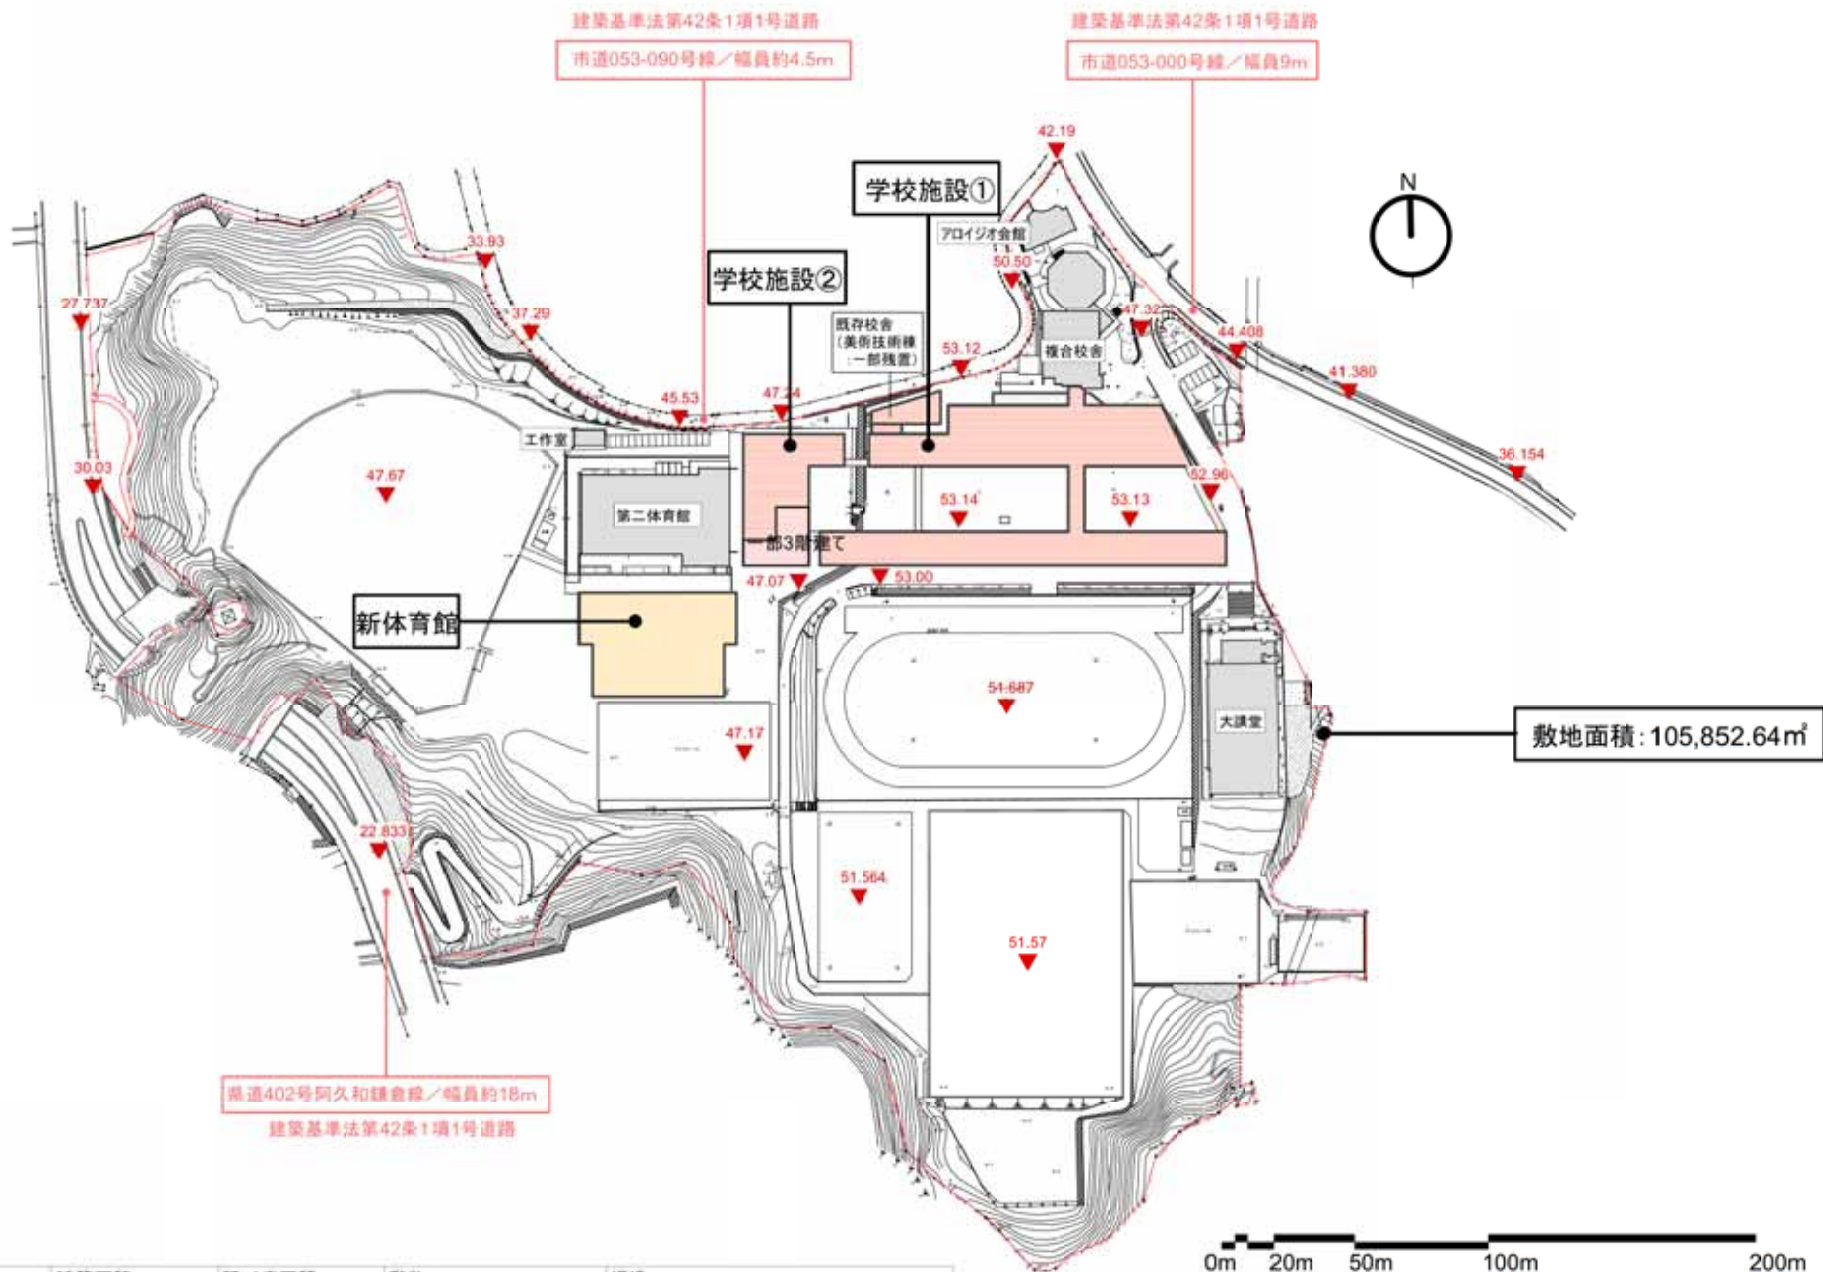 建築基準法第42条1項1号道路
市道053-090号線／幅員約4.5m
建築基準法第42条1項1号道路
市道053-000号線／幅員9m
42.19
N
学校施設①
アロイジオ会館
33.93
50.50
学校施設②
27.737
37.29
既存校舎
（美術技術棟
：一部残置）
47.32
53.12
44.408
複合校舎
41.380
45.53
47.24
工作室
36.154
30.03
47.67
52.96
53.14
53.13
第二体育館
一部3階建て
47.07
53.00
新体育館
51.687
大講堂
47.17
敷地面積：105,852.64㎡
22.833
51.564
51.57
県道402号阿久和鎌倉線／幅員約18m
建築基準法第42条1項1号道路
0m 20m 50m 100m 200m